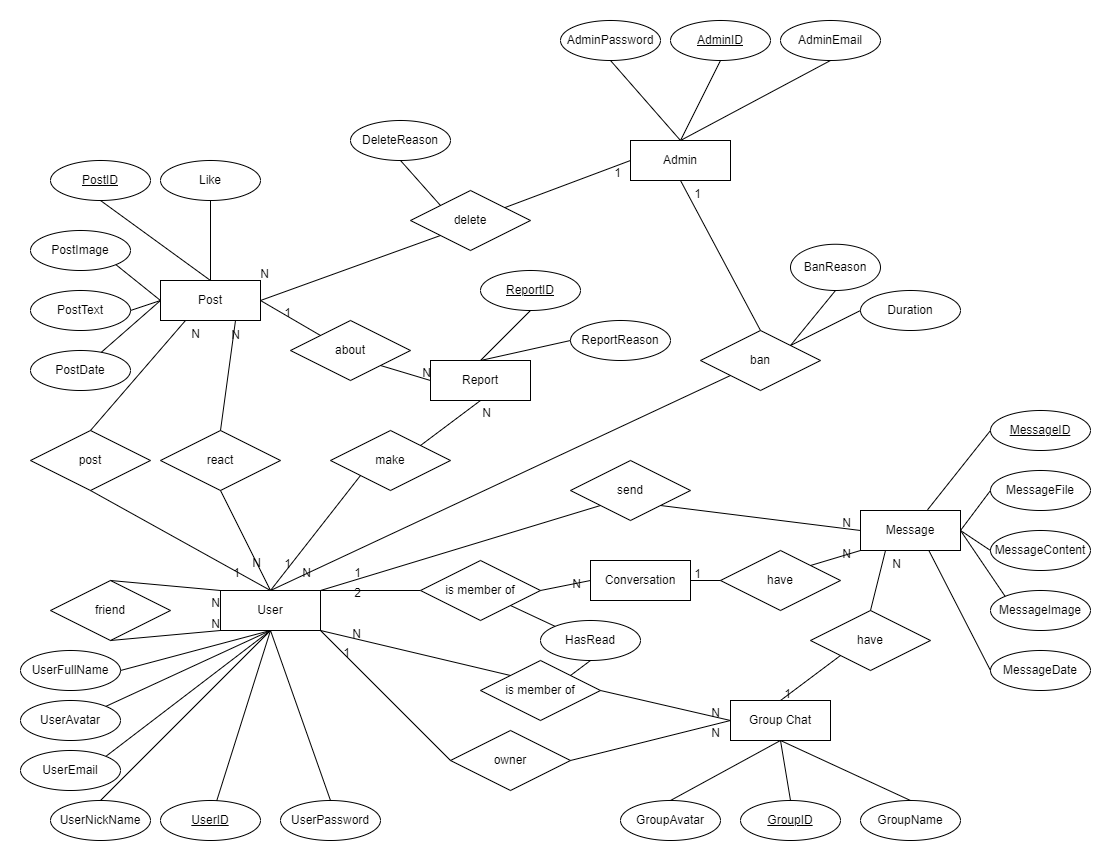 AdminPassword
AdminID
AdminEmail
DeleteReason
Admin
1
1
PostID
Like
delete
PostImage
N
BanReason
PostText
Post
1
ReportID
Duration
N
N
about
ReportReason
PostDate
N
Report
ban
N
MessageID
post
react
make
send
MessageFile
N
Message
MessageContent
N
N
1
N
1
N
1
2
is member of
N
Conversation
1
have
friend
N
N
User
MessageImage
N
1
HasRead
have
UserFullName
MessageDate
is member of
1
UserAvatar
N
N
Group Chat
UserEmail
owner
UserNickName
UserID
UserPassword
GroupAvatar
GroupID
GroupName